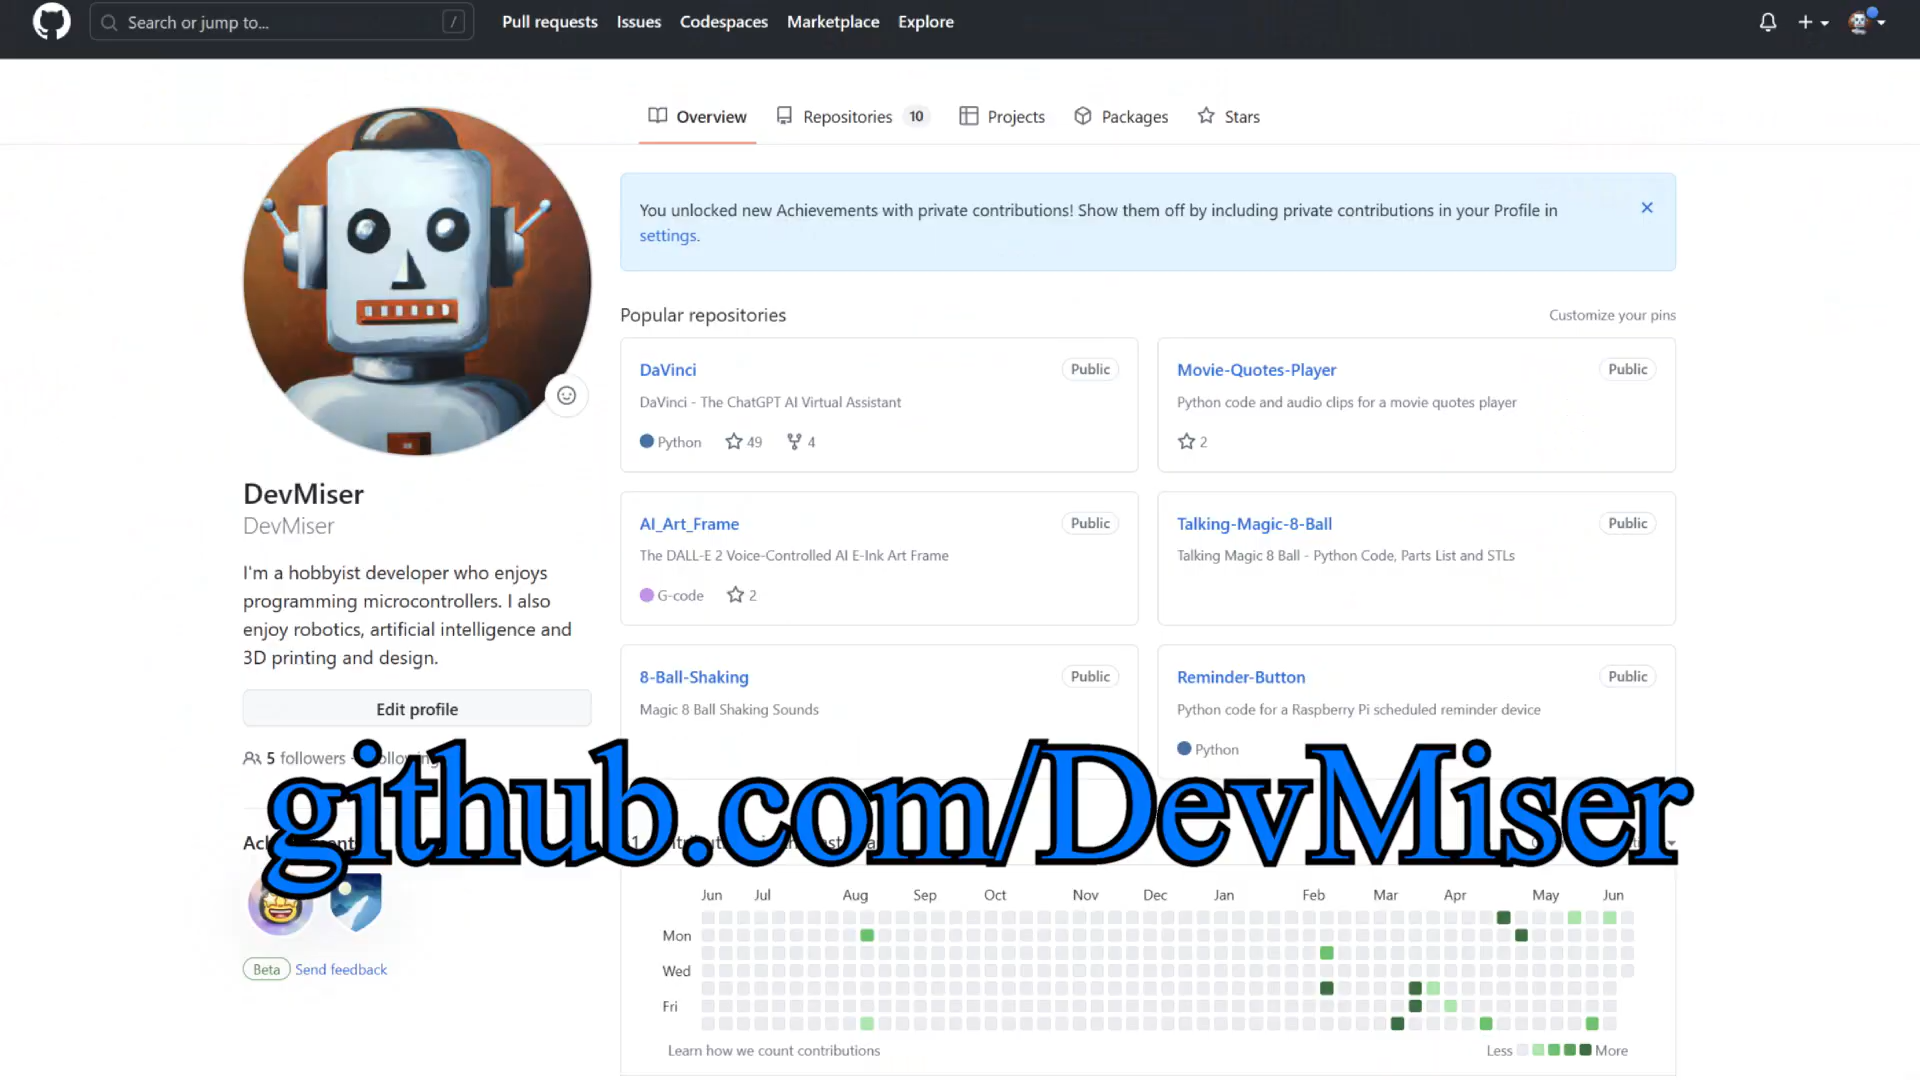 Search or jump to...
/
Pull requests
Issues
Codespaces
Marketplace
Explore
Overview
Repositories 10
Projects
Packages
Stars
You unlocked new Achievements with private contributions! Show them off by including private contributions in your Profile in
settings.
Popular repositories
Customize your pins
DaVinci
Public
DaVinci - The ChatGPT AI Virtual Assistant
Python 49 4
Movie-Quotes-Player
Public
Python code and audio clips for a movie quotes player
2
AI_Art_Frame
Public
The DALL-E 2 Voice-Controlled AI E-Ink Art Frame
G-code 2
Talking-Magic-8-Ball
Public
Talking Magic 8 Ball - Python Code, Parts List and STLs
8-Ball-Shaking
Public
Magic 8 Ball Shaking Sounds
Reminder-Button
Public
Python code for a Raspberry Pi scheduled reminder device
Python
DevMiser
DevMiser
I'm a hobbyist developer who enjoys
programming microcontrollers. I also
enjoy robotics, artificial intelligence and
3D printing and design.
Edit profile
5 followers
github.com/DevMiser
Beta Send feedback
Jun Jul Aug Sep Oct Nov Dec Jan Feb Mar Apr May Jun
Mon
Wed
Fri
Learn how we count contributions
Less More